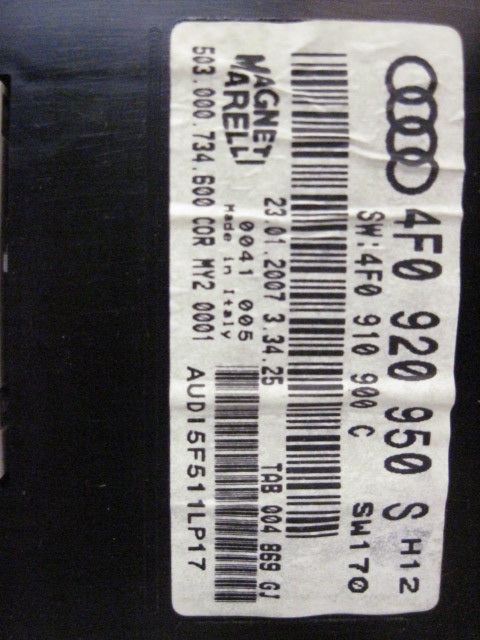 4F0 920 950 S H12
SW:4F0 910 900 C SW170
23.01.2007 3.34.25 TAB 004 869 GJ
MAGNETI
MARELLI
0041 005
Made in Italy
503.000.734.600 COR MY2 0001
AUDI5F511LP17